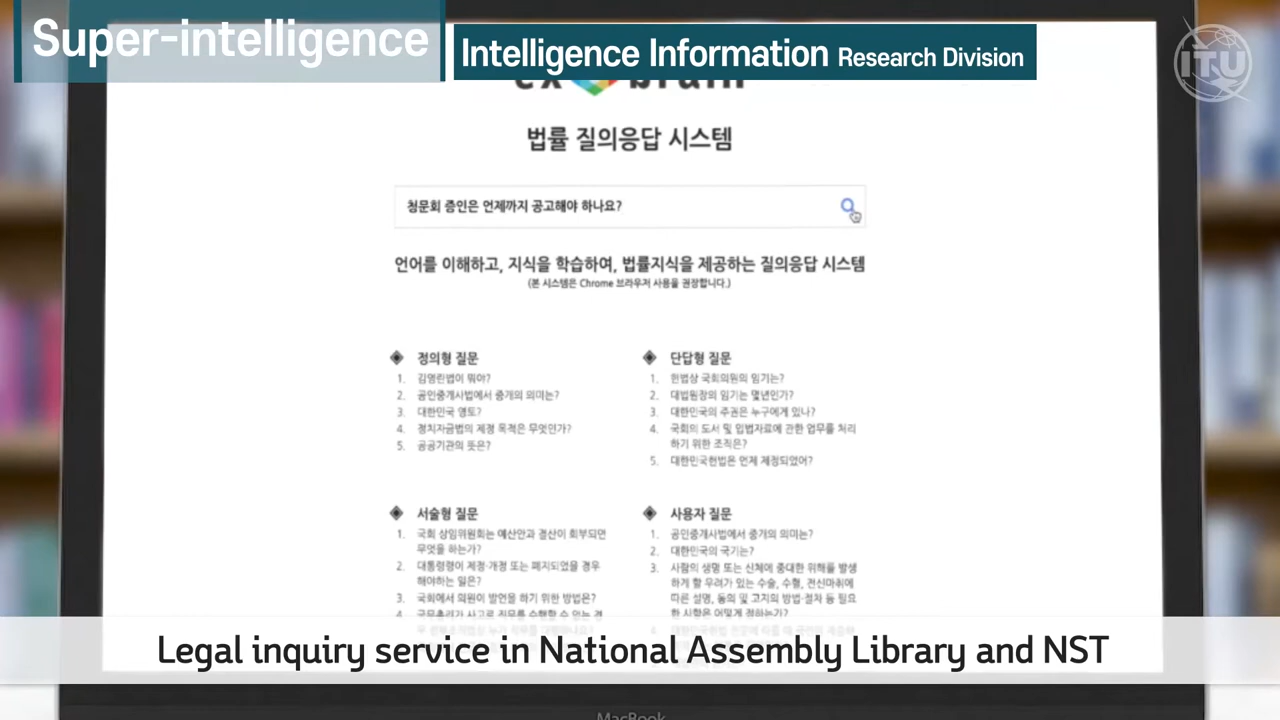 Super-intelligence
Intelligence Information Research Division
ITU
ex brain
법률 질의응답 시스템
청문회 증인은 언제까지 공고해야 하나요?
언어를 이해하고, 지식을 학습하여, 법률지식을 제공하는 질의응답 시스템
(본 시스템은 Chrome 브라우저 사용을 권장합니다.)
정의형 질문
1. 김영란법이 뭐야?
2. 공인중개사법에서 중개의 의미는?
3. 대한민국 영토?
4. 정치자금법의 제정 목적은 무엇인가?
5. 공공기관의 뜻은?
단답형 질문
1. 헌법상 국회의원의 임기는?
2. 대법원장의 임기는 몇년인가?
3. 대한민국의 주권은 누구에게 있나?
4. 국회의 도서 및 입법자료에 관한 업무를 처리
하기 위한 조직은?
5. 대한민국헌법은 언제 제정되었어?
서술형 질문
1. 국회 상임위원회는 예산안과 결산이 회부되면
무엇을 하는가?
2. 대통령령이 제정·개정 또는 폐지되었을 경우
해야하는 일은?
3. 국회에서 의원이 발언을 하기 위한 방법은?
4. 국무총리가 사고로 직무를 수행할 수 없는 경
사용자 질문
1. 공인중개사법에서 중개의 의미는?
2. 대한민국의 국기는?
3. 사람의 생명 또는 신체에 중대한 위해를 발생
하게 할 우려가 있는 수술, 수혈, 전신마취에
따른 설명, 동의 및 고지의 방법·절차 등 필요
한 사항은 어떻게 정하는가?
Legal inquiry service in National Assembly Library and NST
MacBook